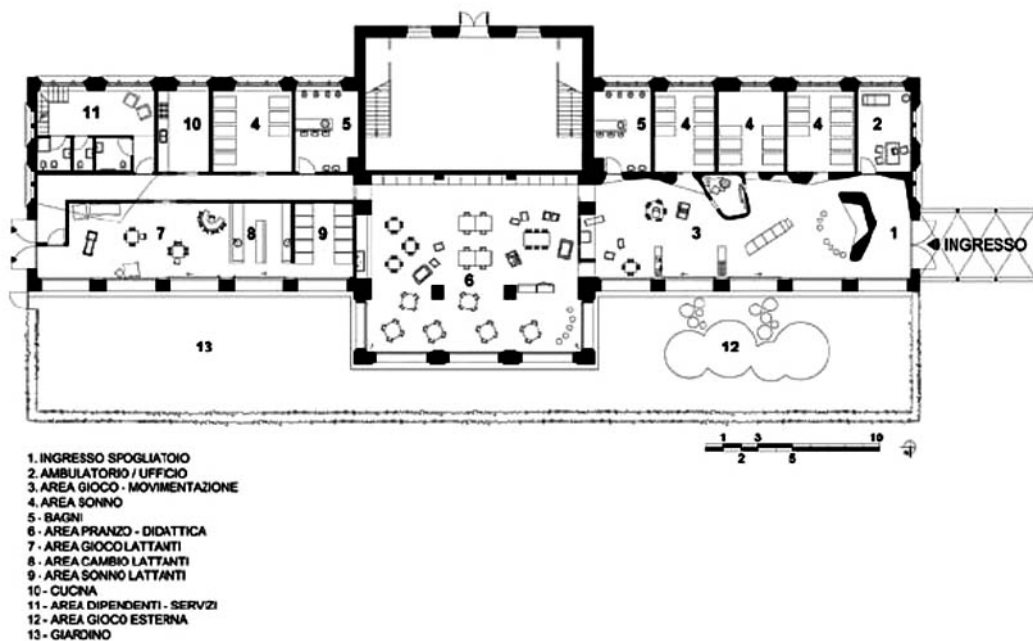 11
10
4
5
5
4
4
4
2
7
8
9
6
3
1
INGRESSO
13
12
1 3 10
2 5
1. INGRESSO SPOGLIATOIO
2. AMBULATORIO / UFFICIO
3. AREA GIOCO - MOVIMENTAZIONE
4. AREA SONNO
5 - BAGNI
6 - AREA PRANZO - DIDATTICA
7 - AREA GIOCO LATTANTI
8 - AREA CAMBIO LATTANTI
9 - AREA SONNO LATTANTI
10 - CUCINA
11 - AREA DIPENDENTI - SERVIZI
12 - AREA GIOCO ESTERNA
13 - GIARDINO